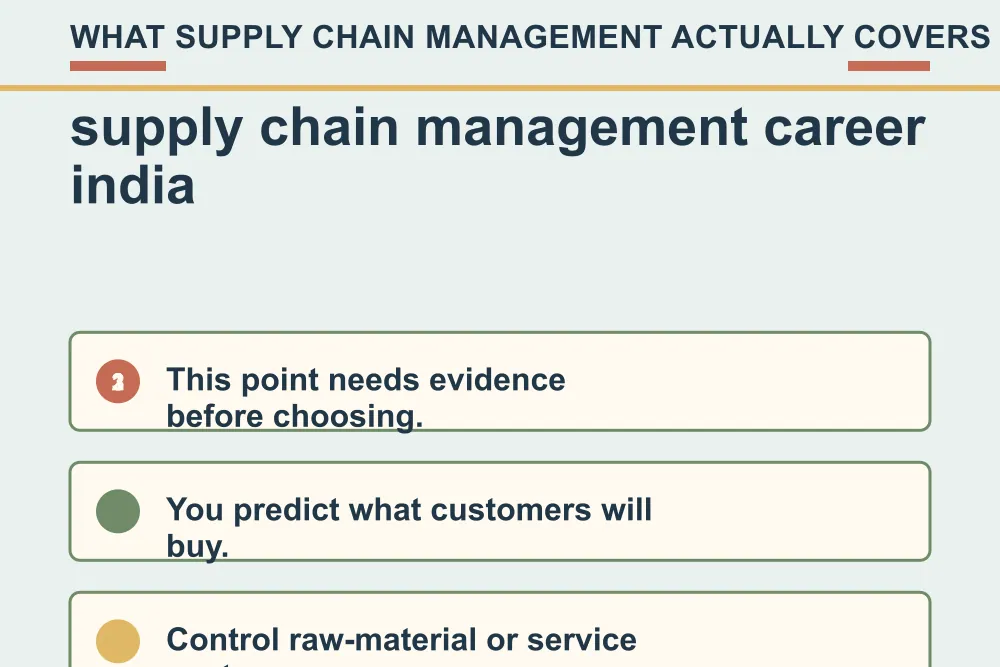 WHAT SUPPLY CHAIN MANAGEMENT ACTUALLY COVERS
supply chain management career
india
This point needs evidence
before choosing.
You predict what customers will
buy.
Control raw-material or service